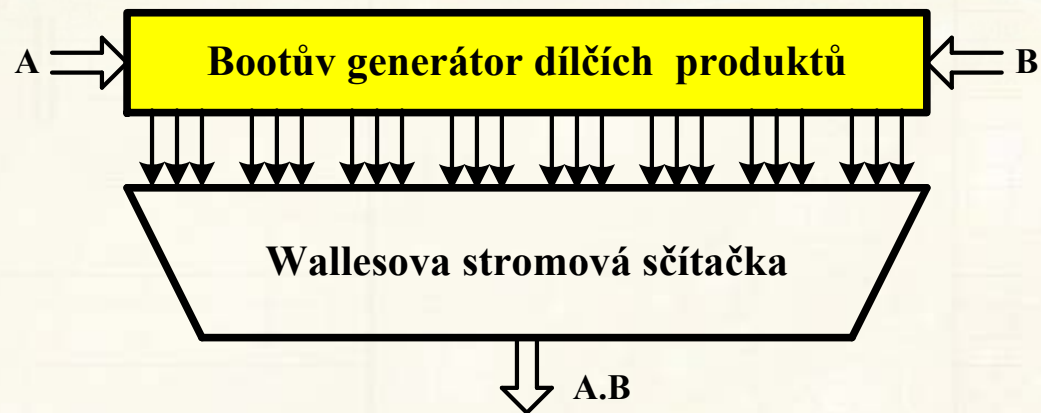 A
Bootův generátor dílčích produktů
B
Wallesova stromová sčítačka
A.B